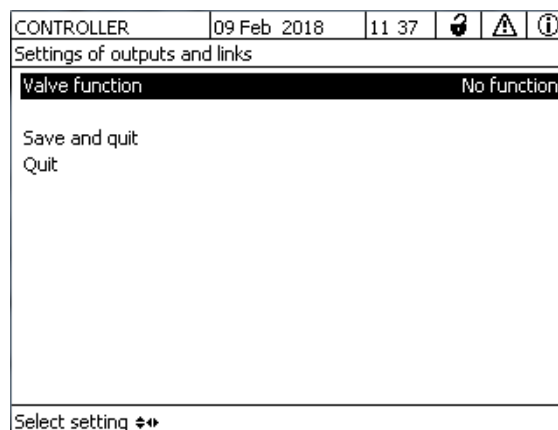 CONTROLLER 09 Feb 2018 11 37
Settings of outputs and links
Valve function No function
Save and quit
Quit
Select setting